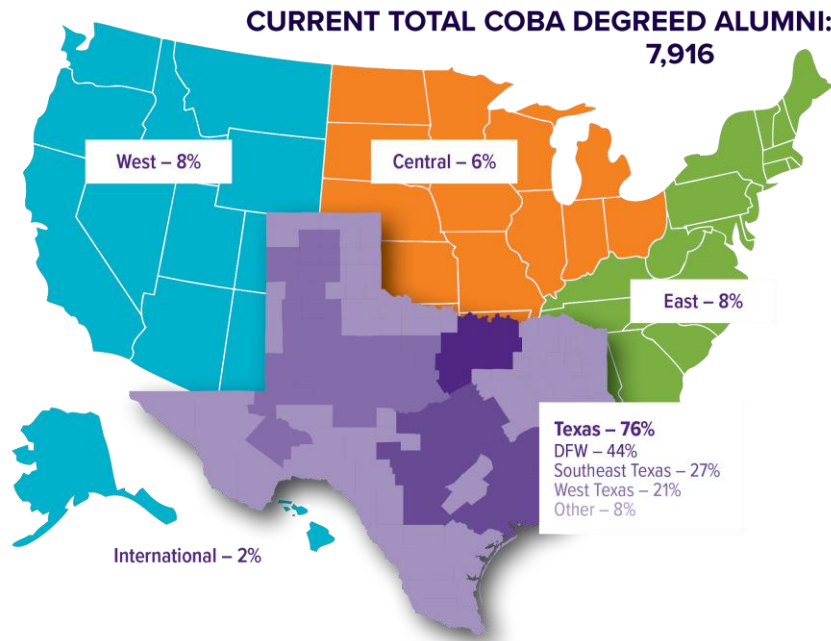 CURRENT TOTAL COBA DEGREED ALUMNI:
7,916
West – 8%
Central – 6%
East – 8%
Texas – 76%
DFW – 44%
Southeast Texas – 27%
West Texas – 21%
Other – 8%
International – 2%